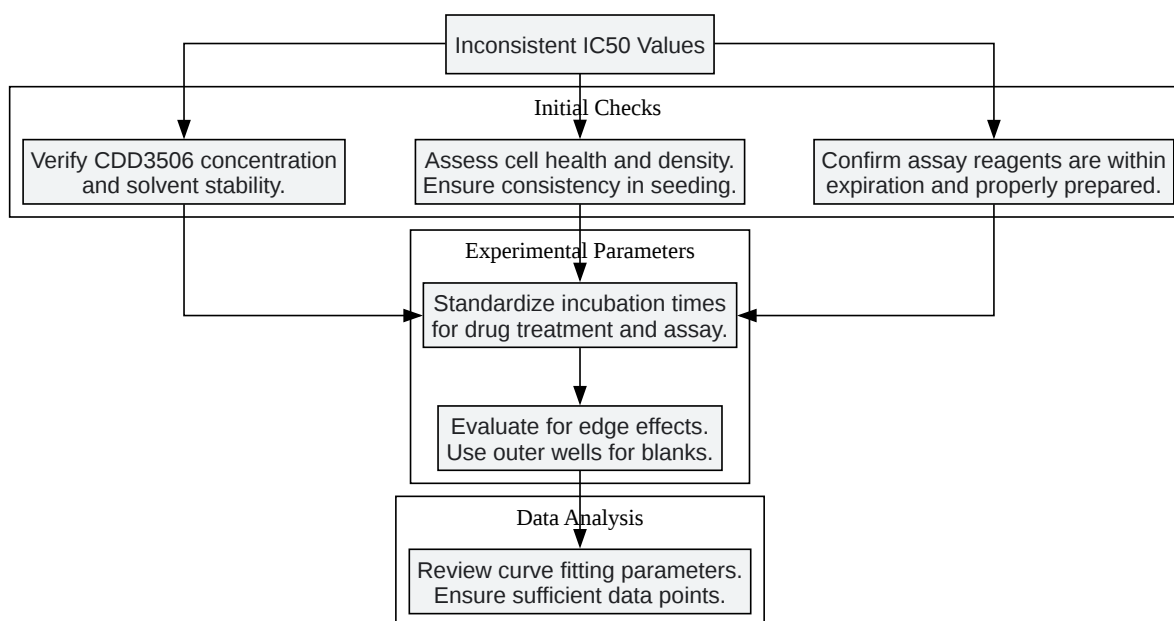 Inconsistent IC50 Values
Initial Checks
Verify CDD3506 concentration
and solvent stability.
Assess cell health and density.
Ensure consistency in seeding.
Confirm assay reagents are within
expiration and properly prepared.
Experimental Parameters
Standardize incubation times
for drug treatment and assay.
Evaluate for edge effects.
Use outer wells for blanks.
Data Analysis
Review curve fitting parameters.
Ensure sufficient data points.